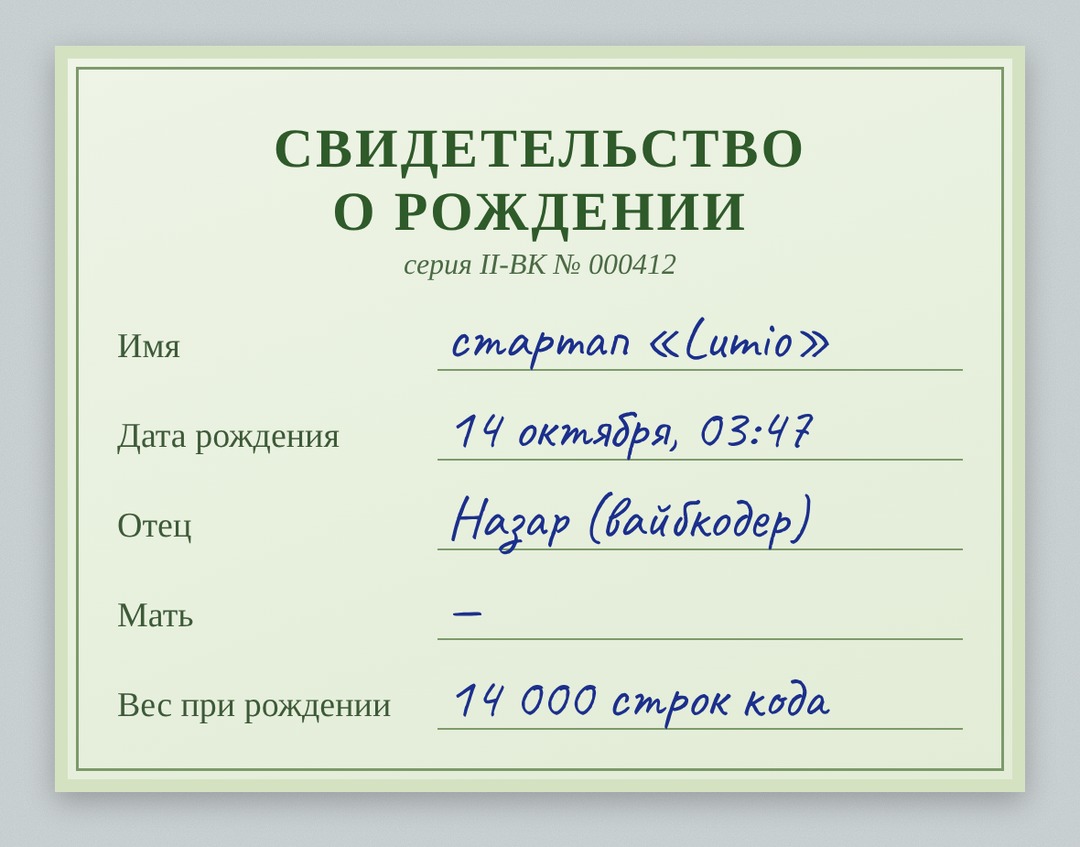 СВИДЕТЕЛЬСТВО
О РОЖДЕНИИ
серия II-ВК № 000412
Имя стартап «Lumio»
Дата рождения 14 октября, 03:47
Отец Назар (вайбкодер)
Мать —
Вес при рождении 14 000 строк кода